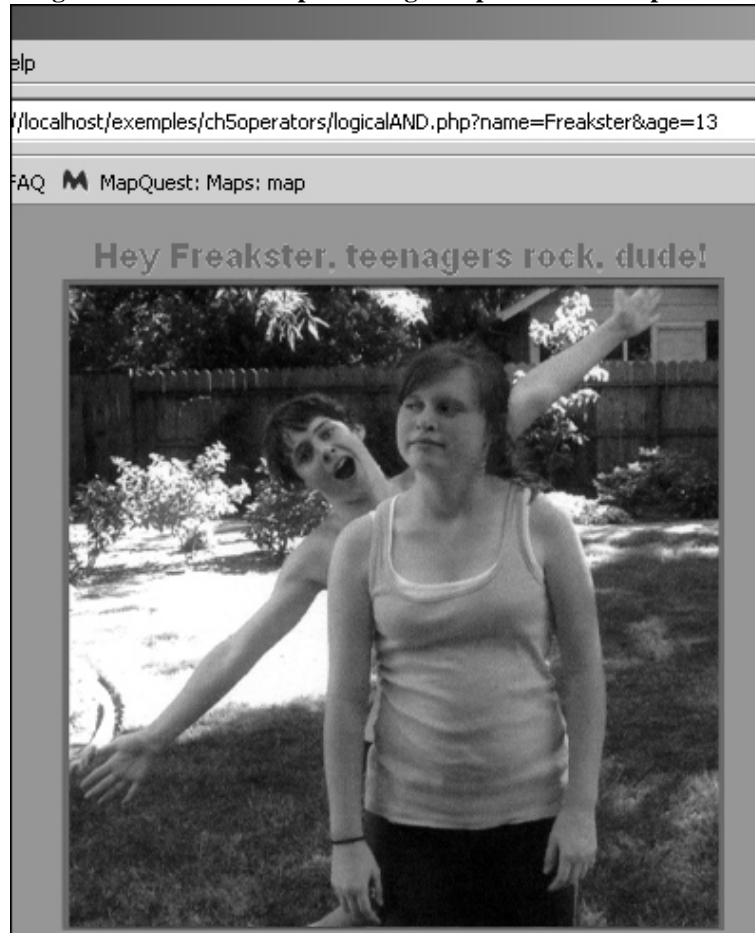 elp
//localhost/exemples/ch5operators/logicalAND.php?name=Freakster&age=13
FAQ MapQuest: Maps: map
Hey Freakster, teenagers rock, dude!